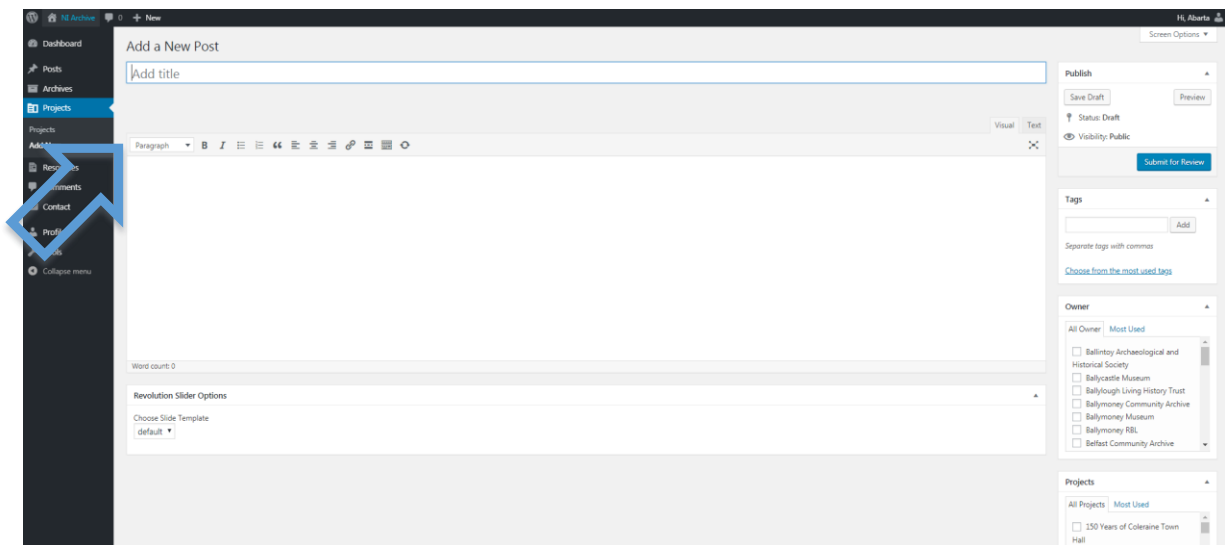 NI Archive 0 + New
Hi, Abarta
Screen Options
Dashboard
Posts
Archives
Projects
Projects
Contact
Collapse menu
Add a New Post
Add title
Visual Text
Paragraph B I
Word count: 0
Revolution Slider Options
Choose Slide Template
default
Publish
Save Draft Preview
Status: Draft
Visibility: Public
Submit for Review
Tags
Add
Separate tags with commas
Choose from the most used tags
Owner
All Owner Most Used
Ballintoy Archaeological and
Historical Society
Ballycastle Museum
Ballylough Living History Trust
Ballymoney Community Archive
Ballymoney Museum
Ballymoney RBL
Belfast Community Archive
Projects
All Projects Most Used
150 Years of Coleraine Town
Hall